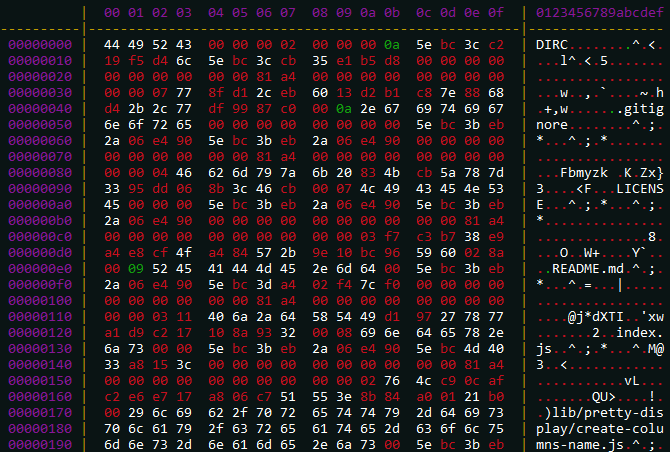 00 01 02 03 04 05 06 07 08 09 0a 0b 0c 0d 0e 0f 0123456789abcdef
00000000 44 49 52 43 00 00 00 02 00 00 00 0a 5e bc 3c c2 DIRC........^.<.
00000010 19 f5 d4 6c 5e bc 3c cb 35 e1 b5 d8 00 00 00 00 ...l^.<.5.......
00000020 00 00 00 00 00 00 81 a4 00 00 00 00 00 00 00 00 ................
00000030 00 00 07 77 8f d1 2c eb 60 13 d2 b1 c8 7e 88 68 ...w..,.`....~.h
00000040 d4 2b 2c 77 df 99 87 c0 00 0a 2e 67 69 74 69 67 .+,w.......gitig
00000050 6e 6f 72 65 00 00 00 00 00 00 00 00 5e bc 3b eb nore........^.;.
00000060 2a 06 e4 90 5e bc 3b eb 2a 06 e4 90 00 00 00 00 *...^.;.*.......
00000070 00 00 00 00 00 00 81 a4 00 00 00 00 00 00 00 00 ................
00000080 00 00 04 46 62 6d 79 7a 6b 20 83 4b cb 5a 78 7d ...Fbmyzk .K.Zx}
00000090 33 95 dd 06 8b 3c 46 cb 00 07 4c 49 43 45 4e 53 3....<F...LICENS
000000a0 45 00 00 00 5e bc 3b eb 2a 06 e4 90 5e bc 3b eb E...^.;.*...^.;.
000000b0 2a 06 e4 90 00 00 00 00 00 00 00 00 00 00 81 a4 *...............
000000c0 00 00 00 00 00 00 00 00 00 00 03 f7 c3 b7 38 e9 ..............8.
000000d0 a4 e8 cf 4f a4 84 57 2b 9e 10 bc 96 59 60 02 8a ...O..W+....Y`..
000000e0 00 09 52 45 41 44 4d 45 2e 6d 64 00 5e bc 3b eb ..README.md.^.;.
000000f0 2a 06 e4 90 5e bc 3d a4 02 f4 7c f0 00 00 00 00 *...^.=...|.....
00000100 00 00 00 00 00 00 81 a4 00 00 00 00 00 00 00 00 ................
00000110 00 00 03 11 40 6a 2a 64 58 54 49 d1 97 27 78 77 ....@j*dXTI..'xw
00000120 a1 d9 c2 17 10 8a 93 32 00 08 69 6e 64 65 78 2e .......2..index.
00000130 6a 73 00 00 5e bc 3b eb 2a 06 e4 90 5e bc 4d 40 js..^.;.*...^.M@
00000140 33 a8 15 3c 00 00 00 00 00 00 00 00 00 00 81 a4 3..<............
00000150 00 00 00 00 00 00 00 00 00 00 02 76 4c c9 0c af ...........vL...
00000160 c2 e6 e7 17 a8 06 c7 51 55 3e 8b 84 a0 01 21 b0 .......QU>....!.
00000170 00 29 6c 69 62 2f 70 72 65 74 74 79 2d 64 69 73 .)lib/pretty-dis
00000180 70 6c 61 79 2f 63 72 65 61 74 65 2d 63 6f 6c 75 play/create-colu
00000190 6d 6e 73 2d 6e 61 6d 65 2e 6a 73 00 5e bc 3b eb mns-name.js.^.;.